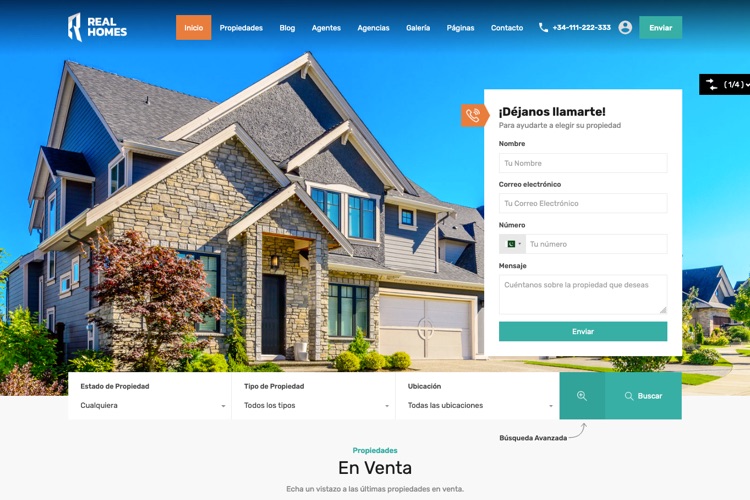 REAL
HOMES
Inicio Propiedades Blog Agentes Agencias Galería Páginas Contacto +34-111-222-333 Enviar
( 1/4 )
¡Déjanos llamarte!
Para ayudarte a elegir su propiedad
Nombre
Tu Nombre
Correo electrónico
Tu Correo Electrónico
Número
Tu número
Mensaje
Cuéntanos sobre la propiedad que deseas
Enviar
Estado de Propiedad Tipo de Propiedad Ubicación
Cualquiera Todos los tipos Todas las ubicaciones Buscar
Búsqueda Avanzada
Propiedades
En Venta
Echa un vistazo a las últimas propiedades en venta.